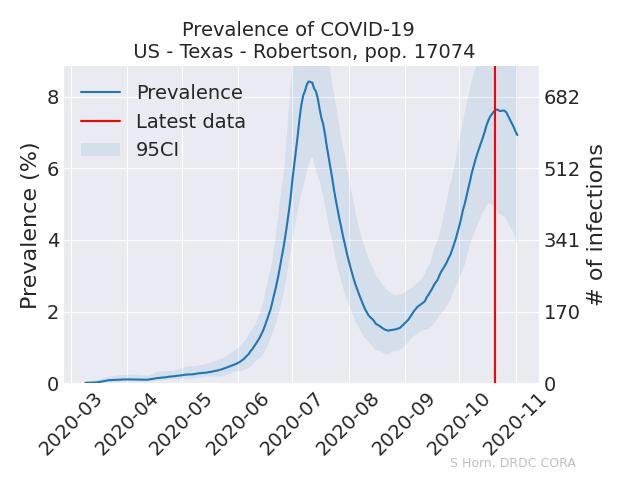 Prevalence of COVID-19
US - Texas - Robertson, pop. 17074
Prevalence
Latest data
95CI
Prevalence (%)
8
6
4
2
0
682
512
341
170
0
# of infections
2020-03
2020-04
2020-05
2020-06
2020-07
2020-08
2020-09
2020-10
2020-11
S Horn, DRDC CORA